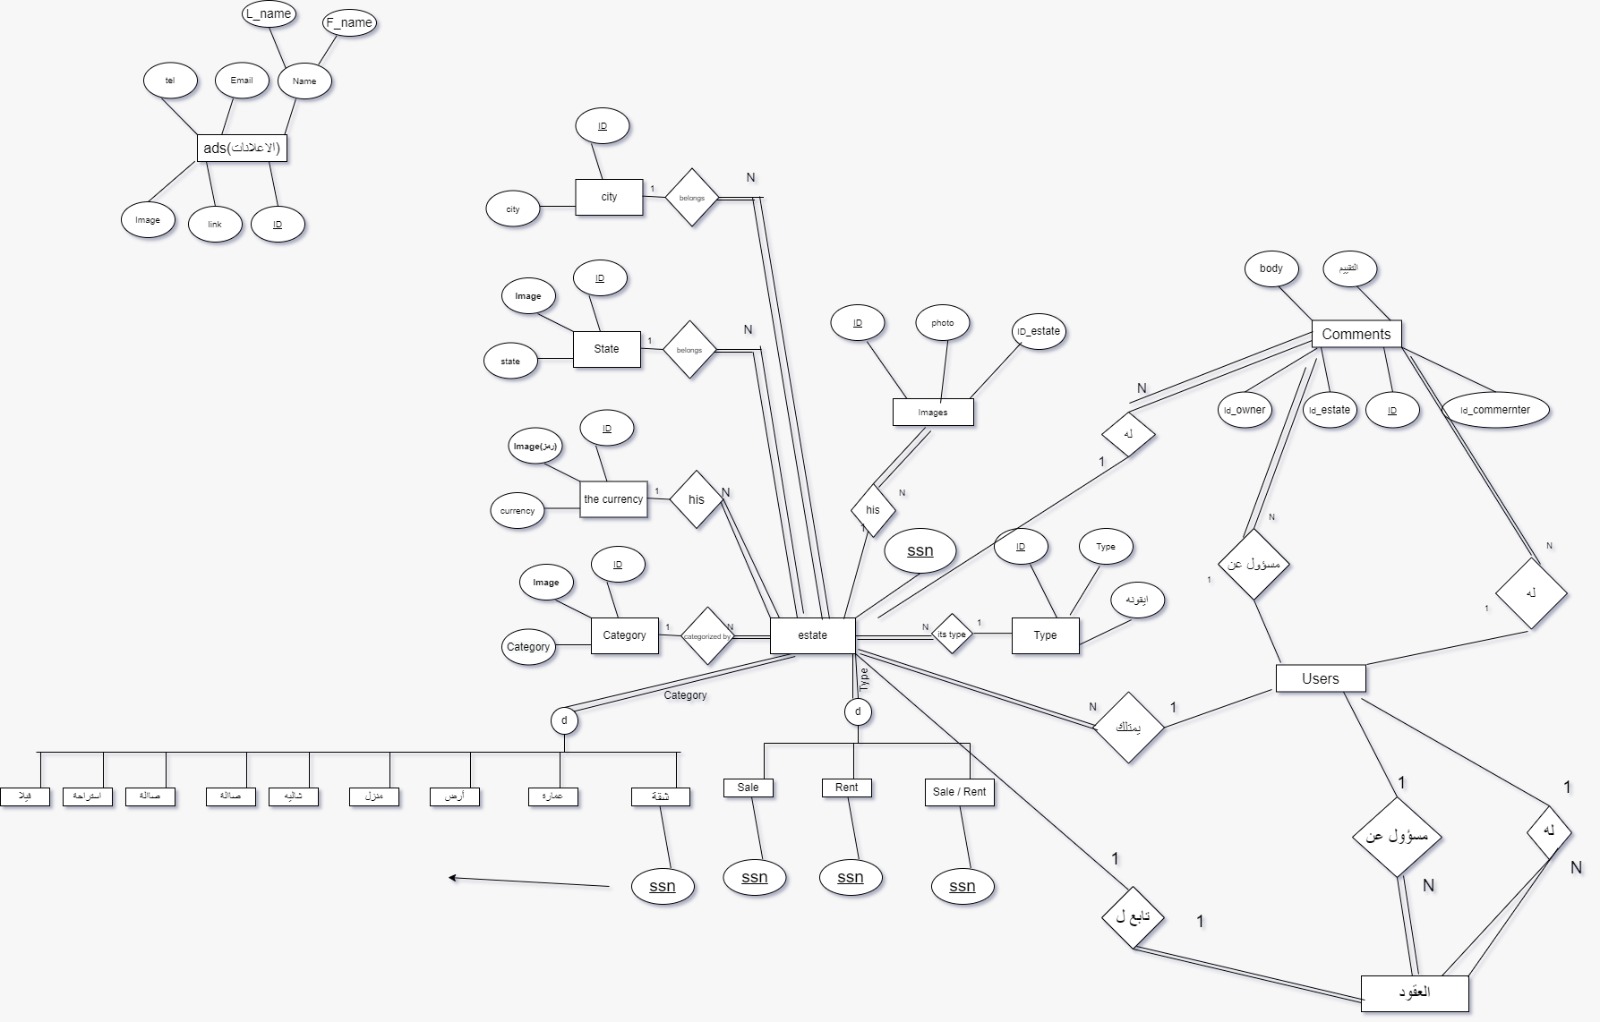 L_name
F_name
tel
Email
Name
ads(الاعلانات)
Image
link
ID
ID
city
city
1
belongs
N
ID
Image
state
State
1
belongs
N
ID
Image(رمز)
currency
the currency
1
his
N
ID
Image
Category
Category
1
categorized by
N
estate
ID
photo
ID_estate
Images
N
his
1
ssn
ID
Type
ايقونه
N
its type
1
Type
body
التقييم
Comments
Id_owner
Id_estate
ID
Id_commernter
N
له
1
N
مسؤول عن
1
N
له
1
Users
N
يمتلك
1
Category
d
Type
d
فيلا
استراحه
صااله
صااله
شاليه
منزل
أرض
عماره
شقة
ssn
Sale
Rent
Sale / Rent
ssn
ssn
ssn
1
تابع ل
1
1
مسؤول عن
N
1
له
N
العقود